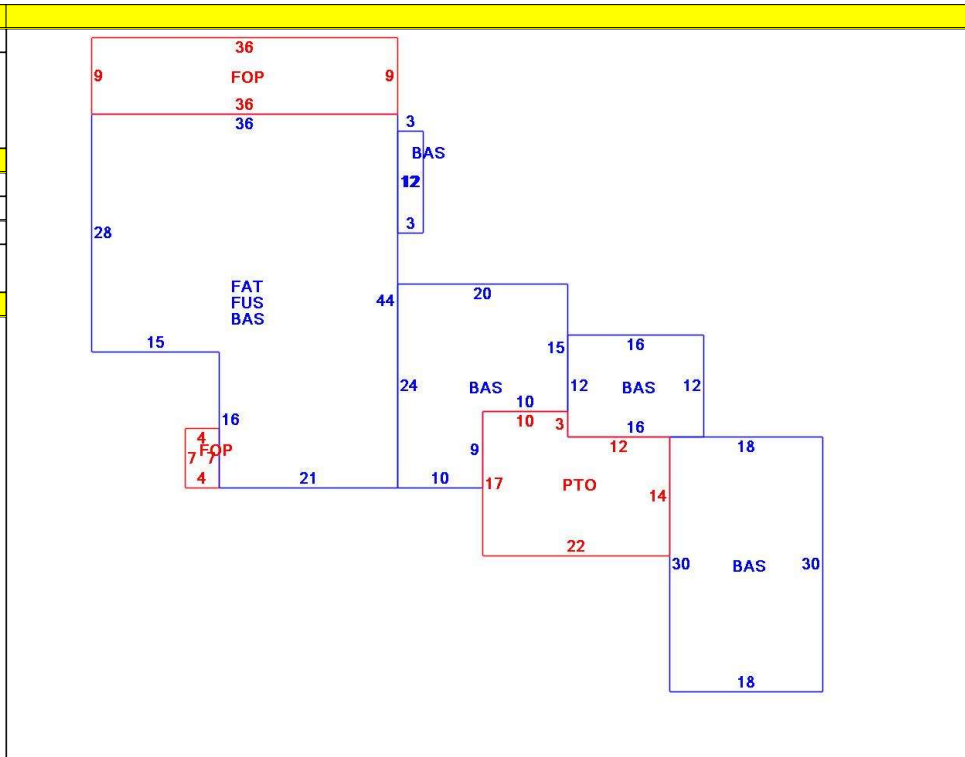 36
9 FOP 9
36
36 3
BAS
12
28 3
FAT
FUS
BAS
44 20
15 15 16
24 BAS 12 BAS 12
10
16 10 3 16
4 12 18
FOP 9
7 7
4 21 10 17 PTO 14
22
30 BAS 30
18